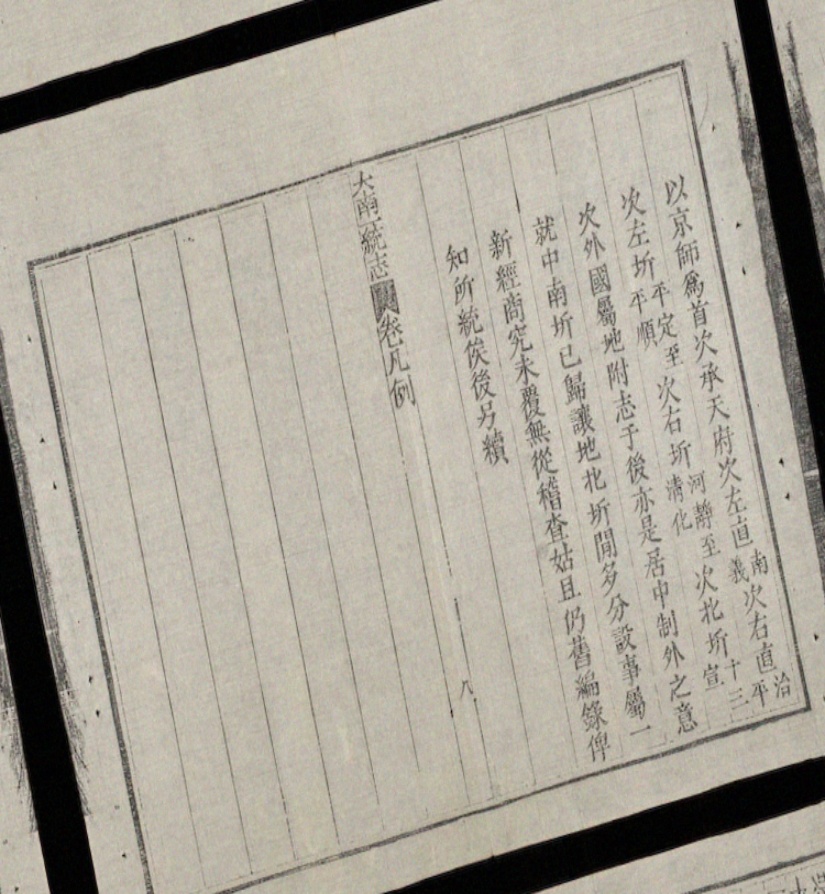 以京師爲首次承天府次左直南義次右直治平
次左圻平定至平順次右圻河靜至清化次北圻十三宣
次外國屬地附志于後亦是居中制外之意
就中南圻已歸讓地北圻閒多分設事屬一
新經商究未覆無從稽查姑且仍舊編錄俾
知所統俟後另續
八
大南一統志卷凡例